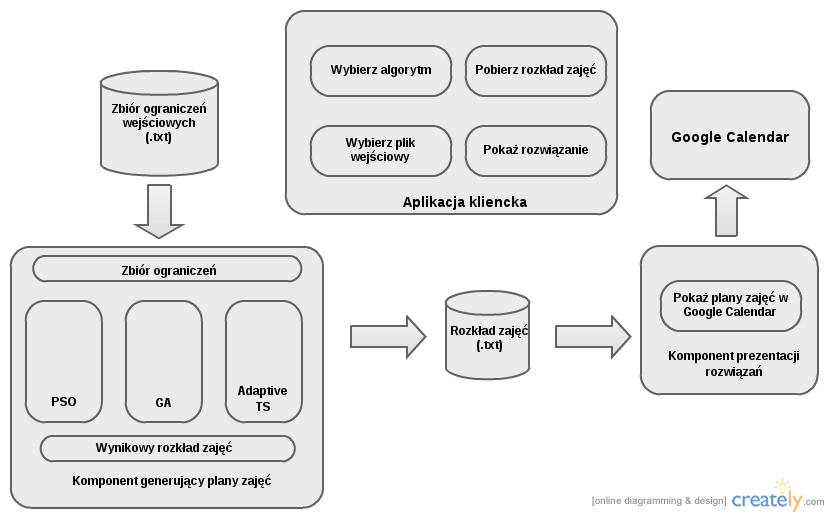 Zbiór ograniczeń
wejściowych
(.txt)
Wybierz algorytm
Pobierz rozkład zajęć
Wybierz plik
wejściowy
Pokaż rozwiązanie
Aplikacja kliencka
Google Calendar
Zbiór ograniczeń
PSO
GA
Adaptive
TS
Wynikowy rozkład zajęć
Komponent generujący plany zajęć
Rozkład zajęć
(.txt)
Pokaż plany zajęć w
Google Calendar
Komponent prezentacji
rozwiązań
[online diagramming & design] creately.com